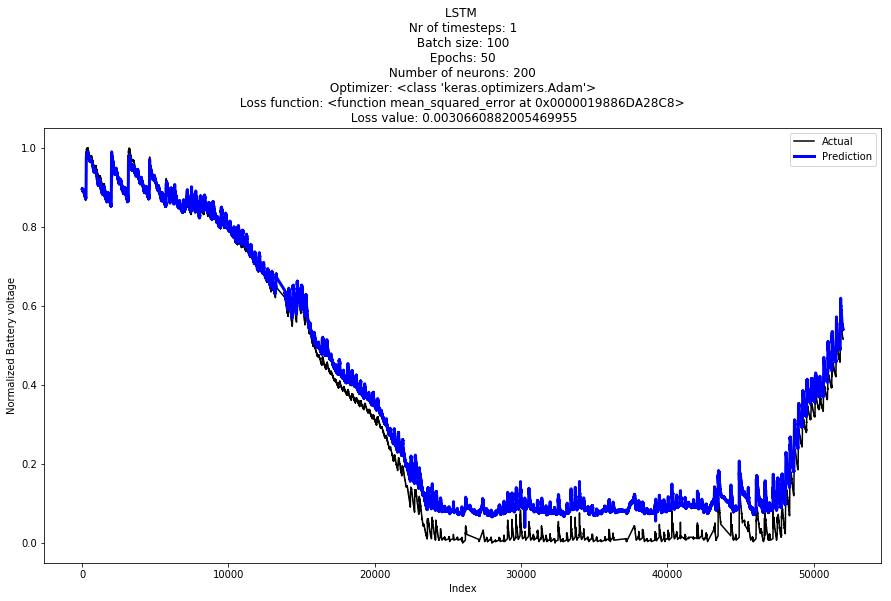 LSTM
Nr of timesteps: 1
Batch size: 100
Epochs: 50
Number of neurons: 200
Optimizer: <class 'keras.optimizers.Adam'>
Loss function: <function mean_squared_error at 0x0000019886DA28C8>
Loss value: 0.0030660882005469955
Actual
Prediction
1.0
0.8
0.6
0.4
0.2
0.0
Normalized Battery voltage
0 10000 20000 30000 40000 50000
Index